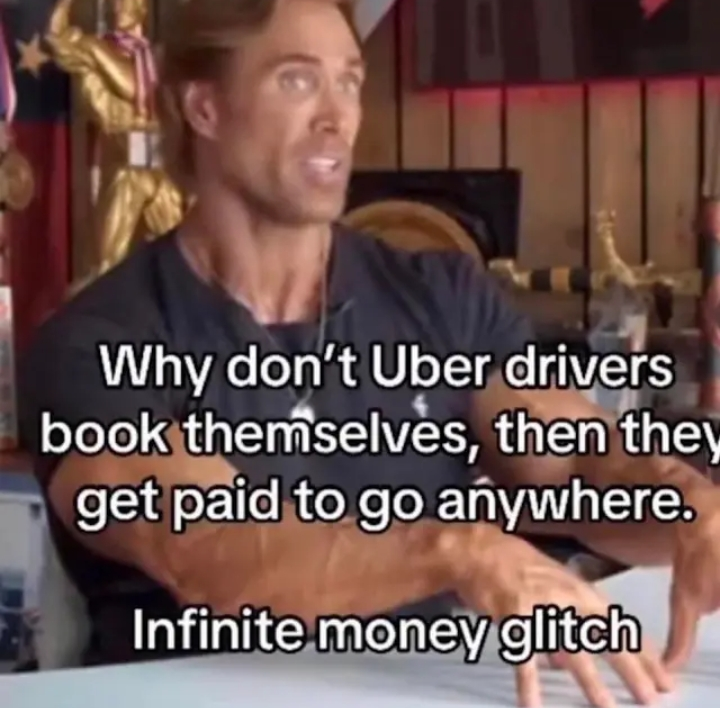 Why don't Uber drivers
book themselves, then they
get paid to go anywhere.
Infinite money glitch